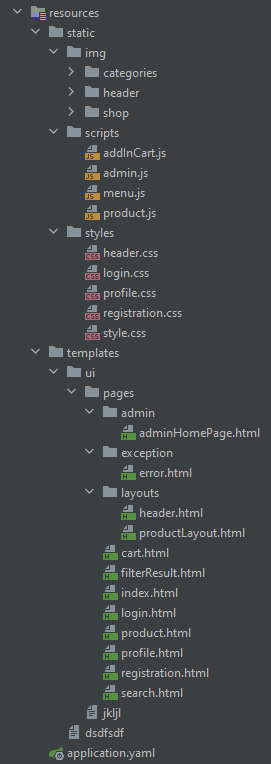 resources
static
img
categories
header
shop
scripts
addInCart.js
admin.js
menu.js
product.js
styles
header.css
login.css
profile.css
registration.css
style.css
templates
ui
pages
admin
adminHomePage.html
exception
error.html
layouts
header.html
productLayout.html
cart.html
filterResult.html
index.html
login.html
product.html
profile.html
registration.html
search.html
jkljl
dsdfsdf
application.yaml